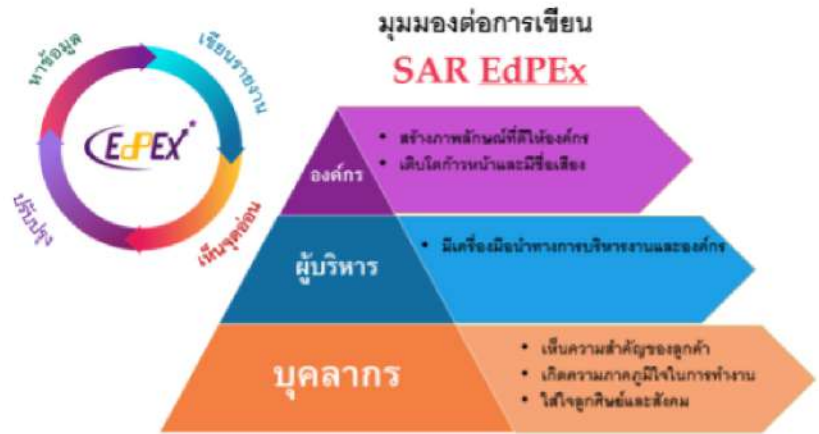 มุมมองต่อการเขียน
SAR EdPEx
หาข้อมูล
เขียนรายงาน
เห็นจุดอ่อน
ปรับปรุง
EdPEX
องค์กร
• สร้างภาพลักษณ์ที่ดีให้องค์กร
• เติบโตก้าวหน้าและมีชื่อเสียง
ผู้บริหาร
• มีเครื่องมือนำทางการบริหารงานและองค์กร
บุคลากร
• เห็นความสำคัญของลูกค้า
• เกิดความภาคภูมิใจในการทำงาน
• ใส่ใจลูกศิษย์และสังคม